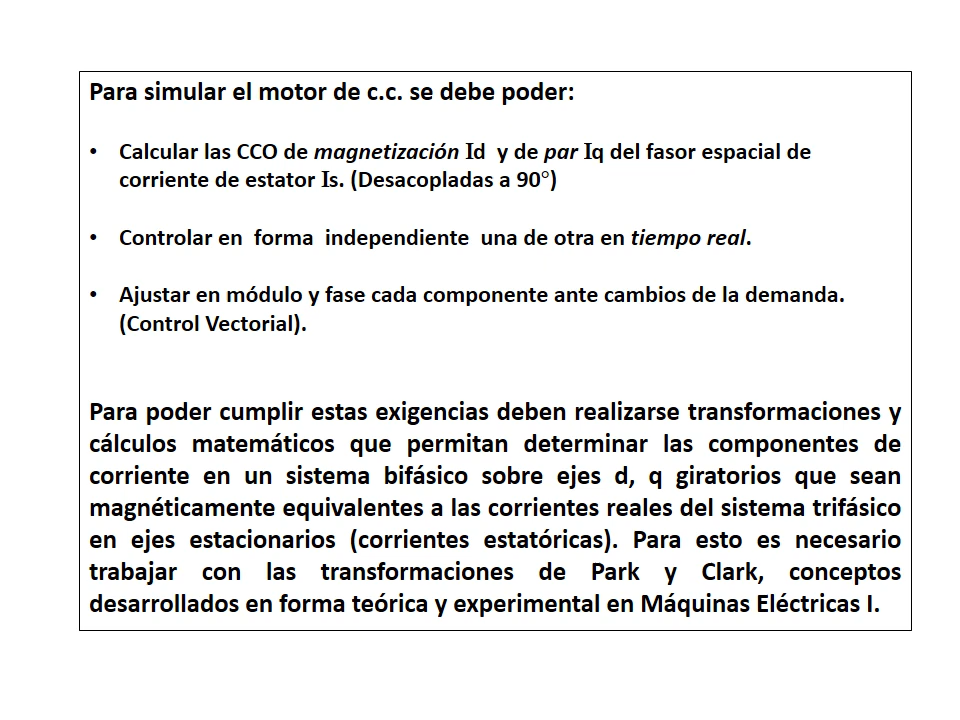 Para simular el motor de c.c. se debe poder:
• Calcular las CCO de magnetización Id y de par Iq del fasor espacial de
corriente de estator Is. (Desacopladas a 90°)
• Controlar en forma independiente una de otra en tiempo real.
• Ajustar en módulo y fase cada componente ante cambios de la demanda.
(Control Vectorial).
Para poder cumplir estas exigencias deben realizarse transformaciones y
cálculos matemáticos que permitan determinar las componentes de
corriente en un sistema bifásico sobre ejes d, q giratorios que sean
magnéticamente equivalentes a las corrientes reales del sistema trifásico
en ejes estacionarios (corrientes estatóricas). Para esto es necesario
trabajar con las transformaciones de Park y Clark, conceptos
desarrollados en forma teórica y experimental en Máquinas Eléctricas I.